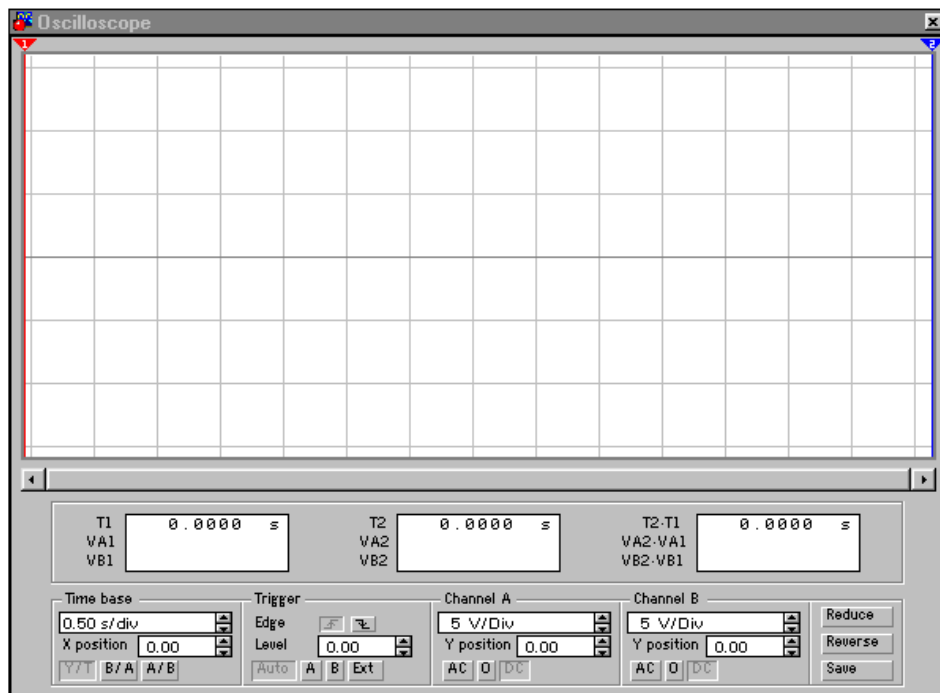 Oscilloscope
1 2
T1 0.0000 s T2 0.0000 s T2-T1 0.0000 s
VA1 VA2 VA2-VA1
VB1 VB2 VB2-VB1
Time base Trigger Channel A Channel B
0.50 s/div Edge 5 V/Div 5 V/Div Reduce
X position 0.00 Level 0.00 Y position 0.00 Y position 0.00 Reverse
Y/T B/A A/B Auto A B Ext AC 0 DC AC 0 DC Save